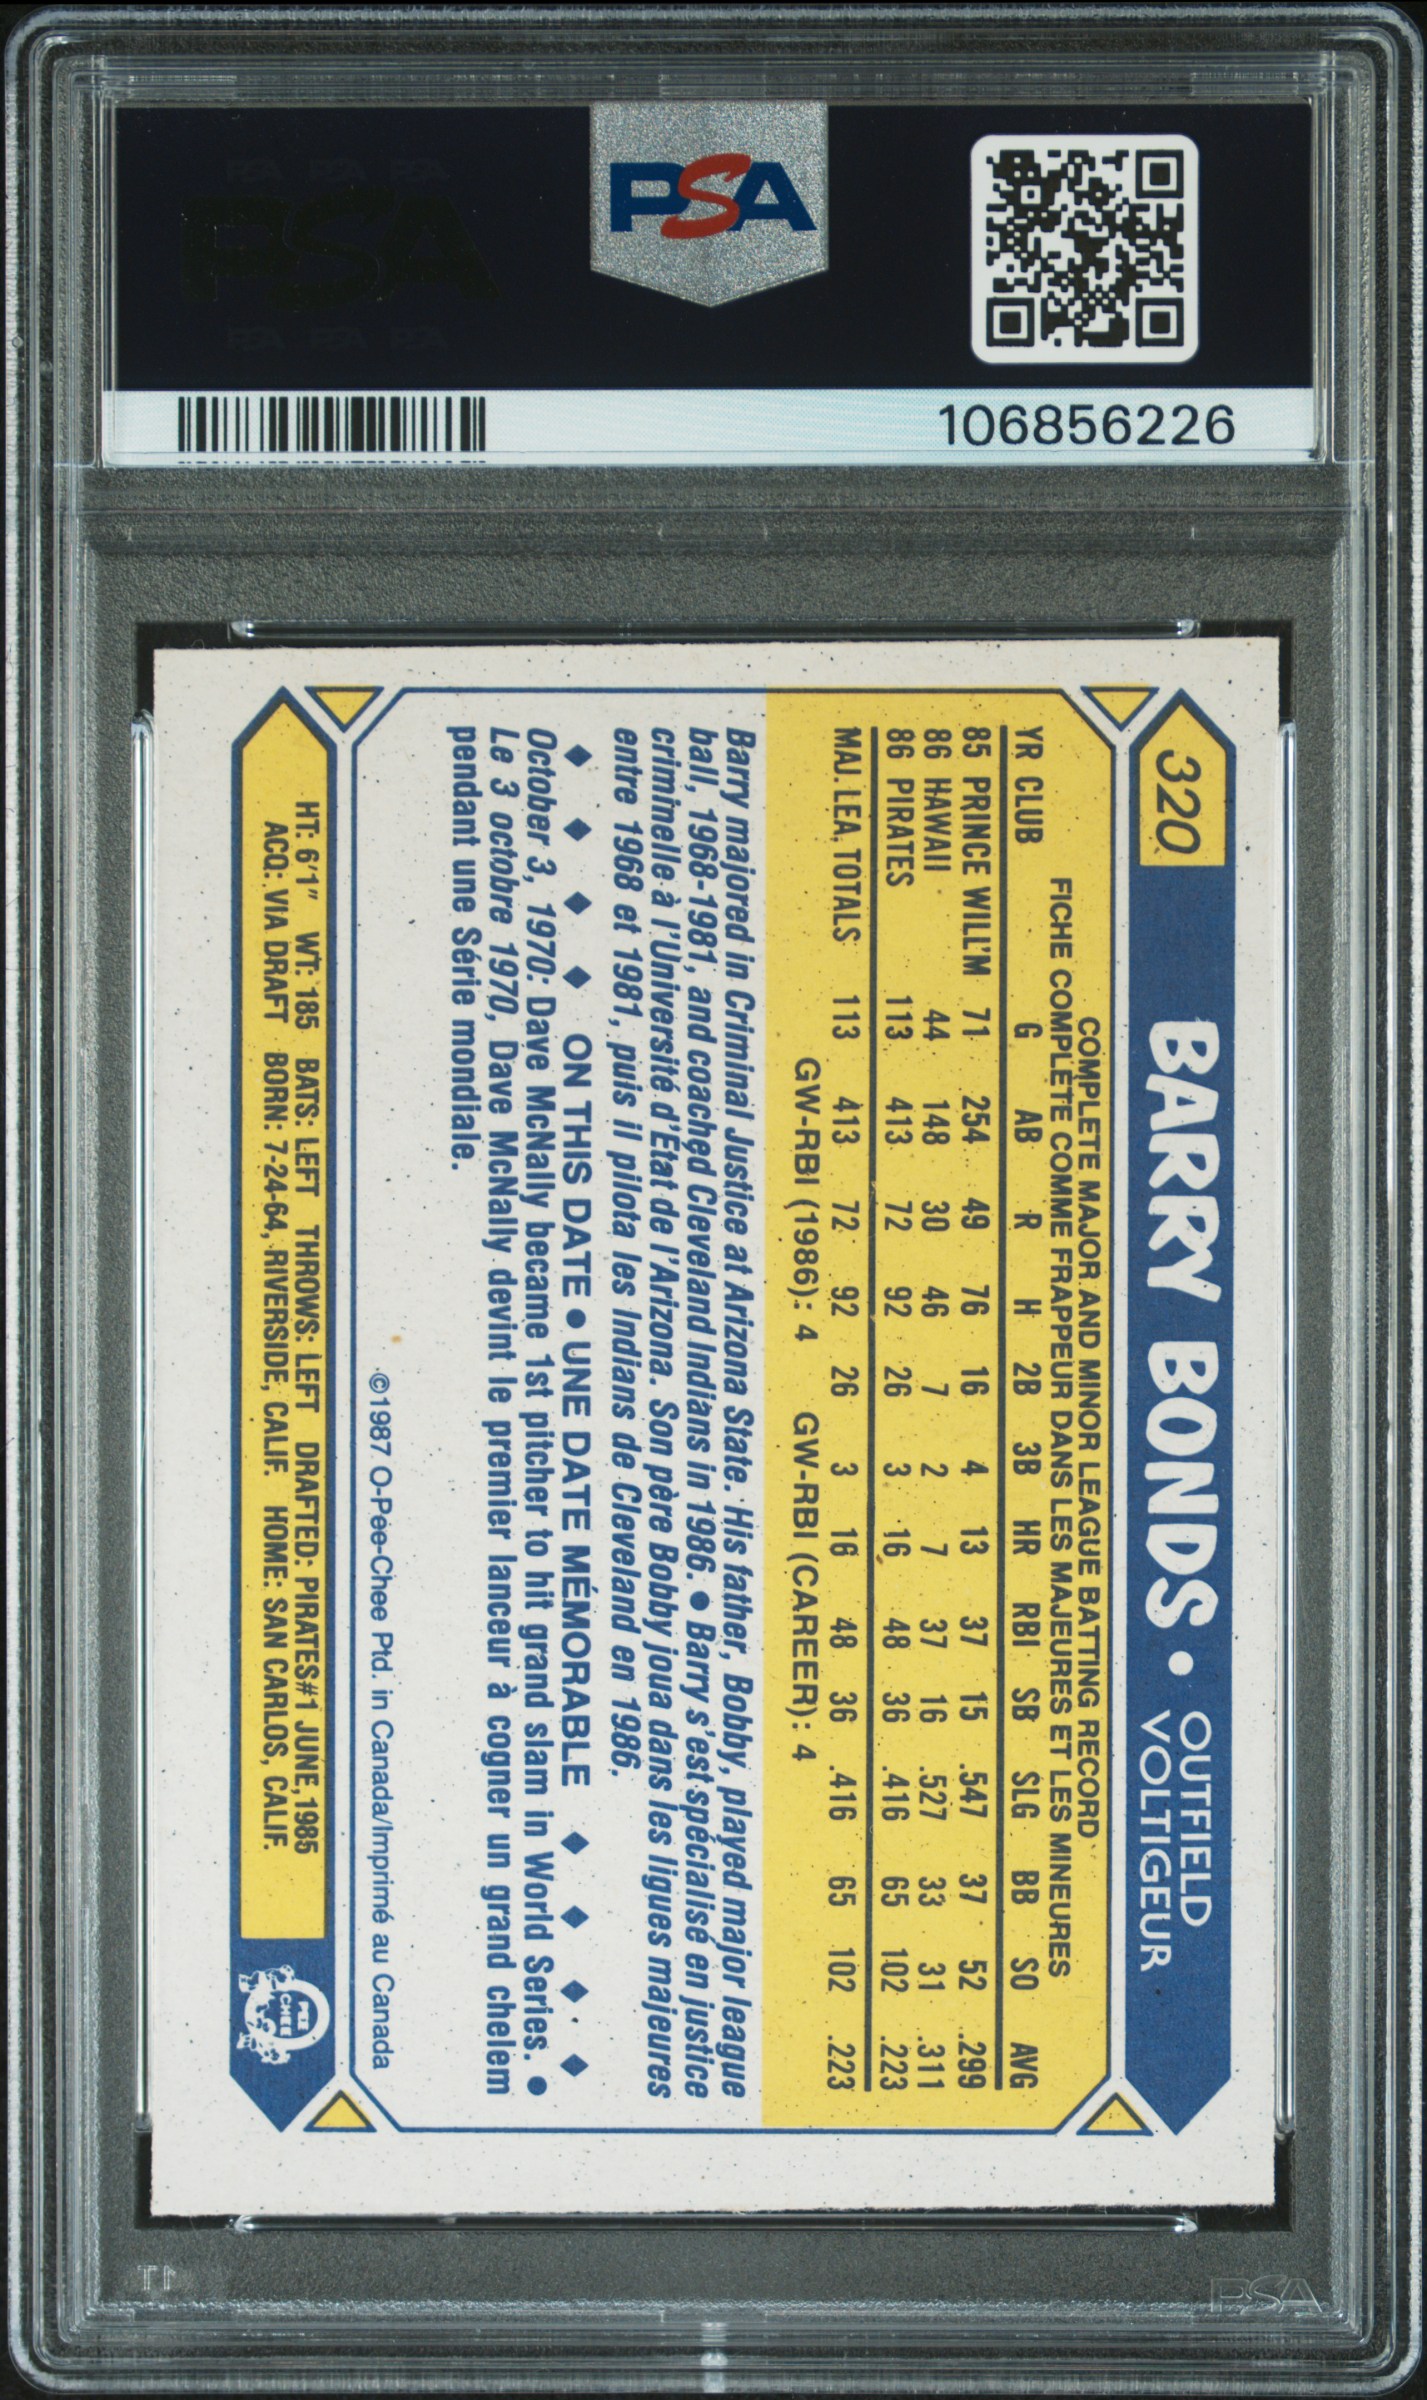 PSA
PSA
106856226
320
BARRY BONDS • OUTFIELD
VOLTIGEUR
COMPLETE MAJOR AND MINOR LEAGUE BATTING RECORD
FICHE COMPLÈTE COMME FRAPPEUR DANS LES MAJEURES ET LES MINEURES
YR CLUB G AB R H 2B 3B HR RBI SB SLG BB SO AVG
85 PRINCE WILL'M 71 254 49 76 16 4 13 37 15 .547 37 52 .299
86 HAWAII 44 148 30 46 7 2 7 37 16 .527 33 31 .311
86 PIRATES 113 413 72 92 26 3 16 48 36 .416 65 102 .223
MAJ. LEA. TOTALS 113 413 72 92 26 3 16 48 36 .416 65 102 .223
GW-RBI (1986): 4 GW-RBI (CAREER): 4
Barry majored in Criminal Justice at Arizona State. His father, Bobby, played major league
ball, 1968-1981, and coached Cleveland Indians in 1986. • Barry s'est spécialisé en justice
criminelle à l'Université d'État de l'Arizona. Son père Bobby joua dans les ligues majeures
entre 1968 et 1981, puis il pilota les Indians de Cleveland en 1986.
◆ ◆ ◆ ◆ ON THIS DATE • UNE DATE MÉMORABLE ◆ ◆ ◆ ◆
October 3, 1970: Dave McNally became 1st pitcher to hit grand slam in World Series. •
Le 3 octobre 1970, Dave McNally devint le premier lanceur à cogner un grand chelem
pendant une Série mondiale.
©1987 O-Pee-Chee Ptd. in Canada/Imprimé au Canada
HT: 6'1" WT: 185 BATS: LEFT THROWS: LEFT DRAFTED: PIRATES#1 JUNE, 1985
ACQ: VIA DRAFT BORN: 7-24-64, RIVERSIDE, CALIF. HOME: SAN CARLOS, CALIF.
PEE
CHEE
PSA